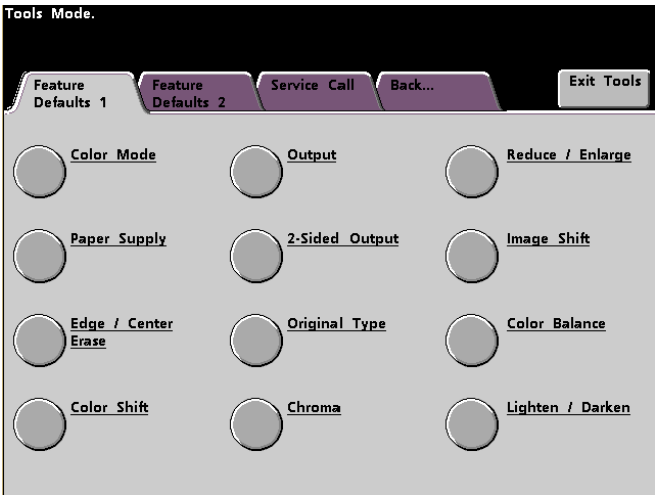 Tools Mode.
Feature
Defaults 1
Feature
Defaults 2
Service Call
Back...
Exit Tools
Color Mode
Output
Reduce / Enlarge
Paper Supply
2-Sided Output
Image Shift
Edge / Center
Erase
Original Type
Color Balance
Color Shift
Chroma
Lighten / Darken